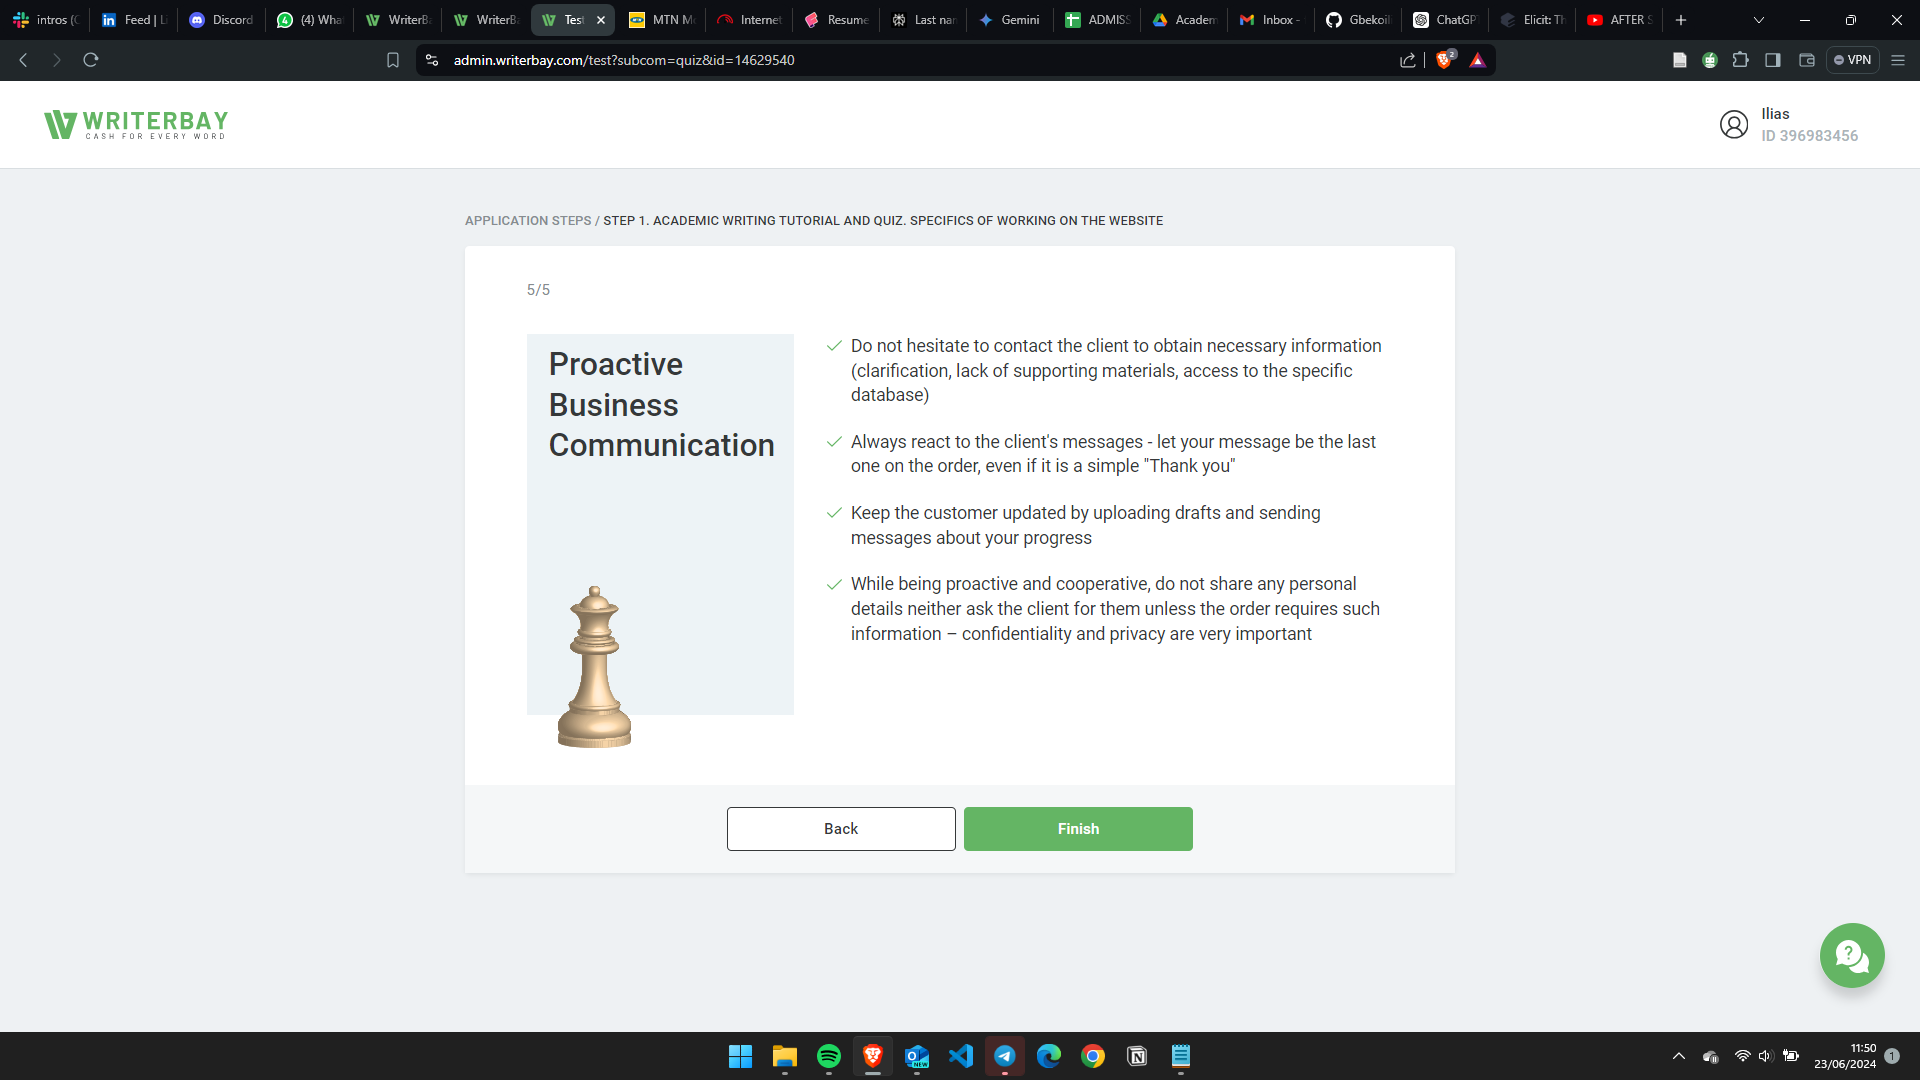 intros (
Feed | L
Discord
(4) What
WriterBa
WriterBa
Test
MTN M
Internet
Resume
Last nam
Gemini
ADMISS
Academ
Inbox -
Gbekoil
ChatGPT
Elicit: Th
AFTER S
admin.writerbay.com/test?subcom=quiz&id=14629540
2
VPN
WRITERBAY
CASH FOR EVERY WORD
Ilias
ID 396983456
APPLICATION STEPS / STEP 1. ACADEMIC WRITING TUTORIAL AND QUIZ. SPECIFICS OF WORKING ON THE WEBSITE
5/5
Proactive
Business
Communication
Do not hesitate to contact the client to obtain necessary information
(clarification, lack of supporting materials, access to the specific
database)
Always react to the client's messages - let your message be the last
one on the order, even if it is a simple "Thank you"
Keep the customer updated by uploading drafts and sending
messages about your progress
While being proactive and cooperative, do not share any personal
details neither ask the client for them unless the order requires such
information – confidentiality and privacy are very important
Back
Finish
11:50
23/06/2024
1